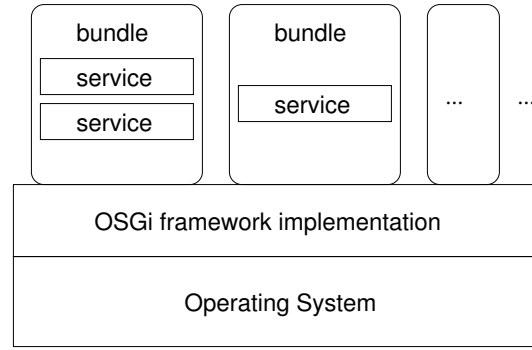 bundle
service
service
bundle
service
...
...
OSGi framework implementation
Operating System